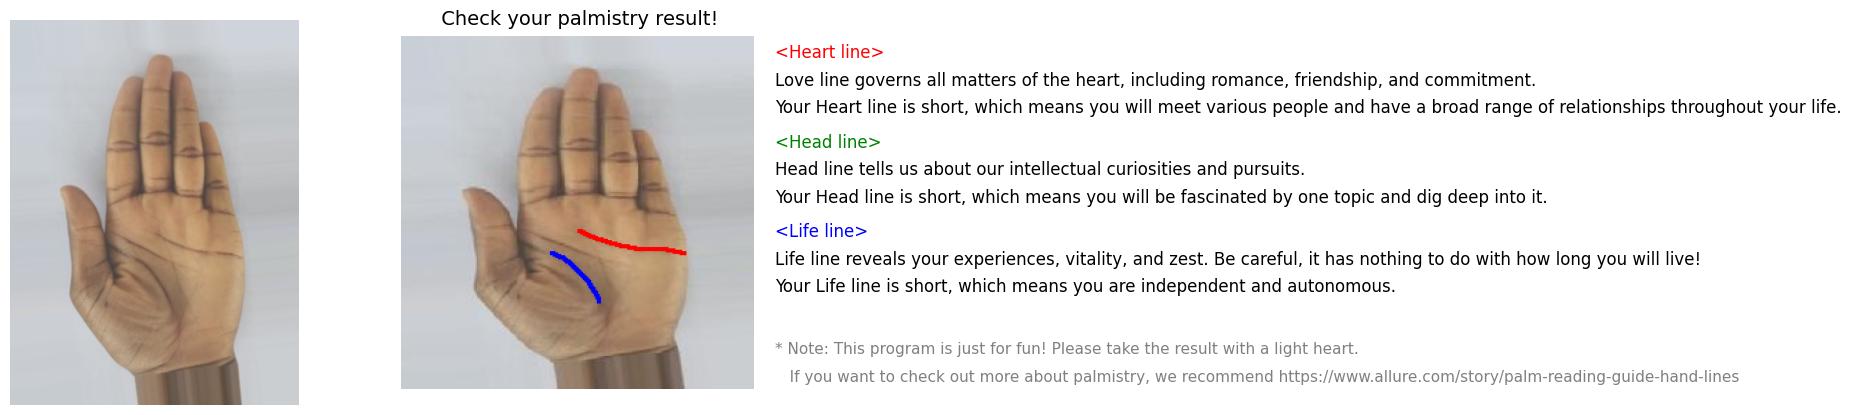 Check your palmistry result!
<Heart line>
Love line governs all matters of the heart, including romance, friendship, and commitment.
Your Heart line is short, which means you will meet various people and have a broad range of relationships throughout your life.
<Head line>
Head line tells us about our intellectual curiosities and pursuits.
Your Head line is short, which means you will be fascinated by one topic and dig deep into it.
<Life line>
Life line reveals your experiences, vitality, and zest. Be careful, it has nothing to do with how long you will live!
Your Life line is short, which means you are independent and autonomous.
* Note: This program is just for fun! Please take the result with a light heart.
If you want to check out more about palmistry, we recommend https://www.allure.com/story/palm-reading-guide-hand-lines